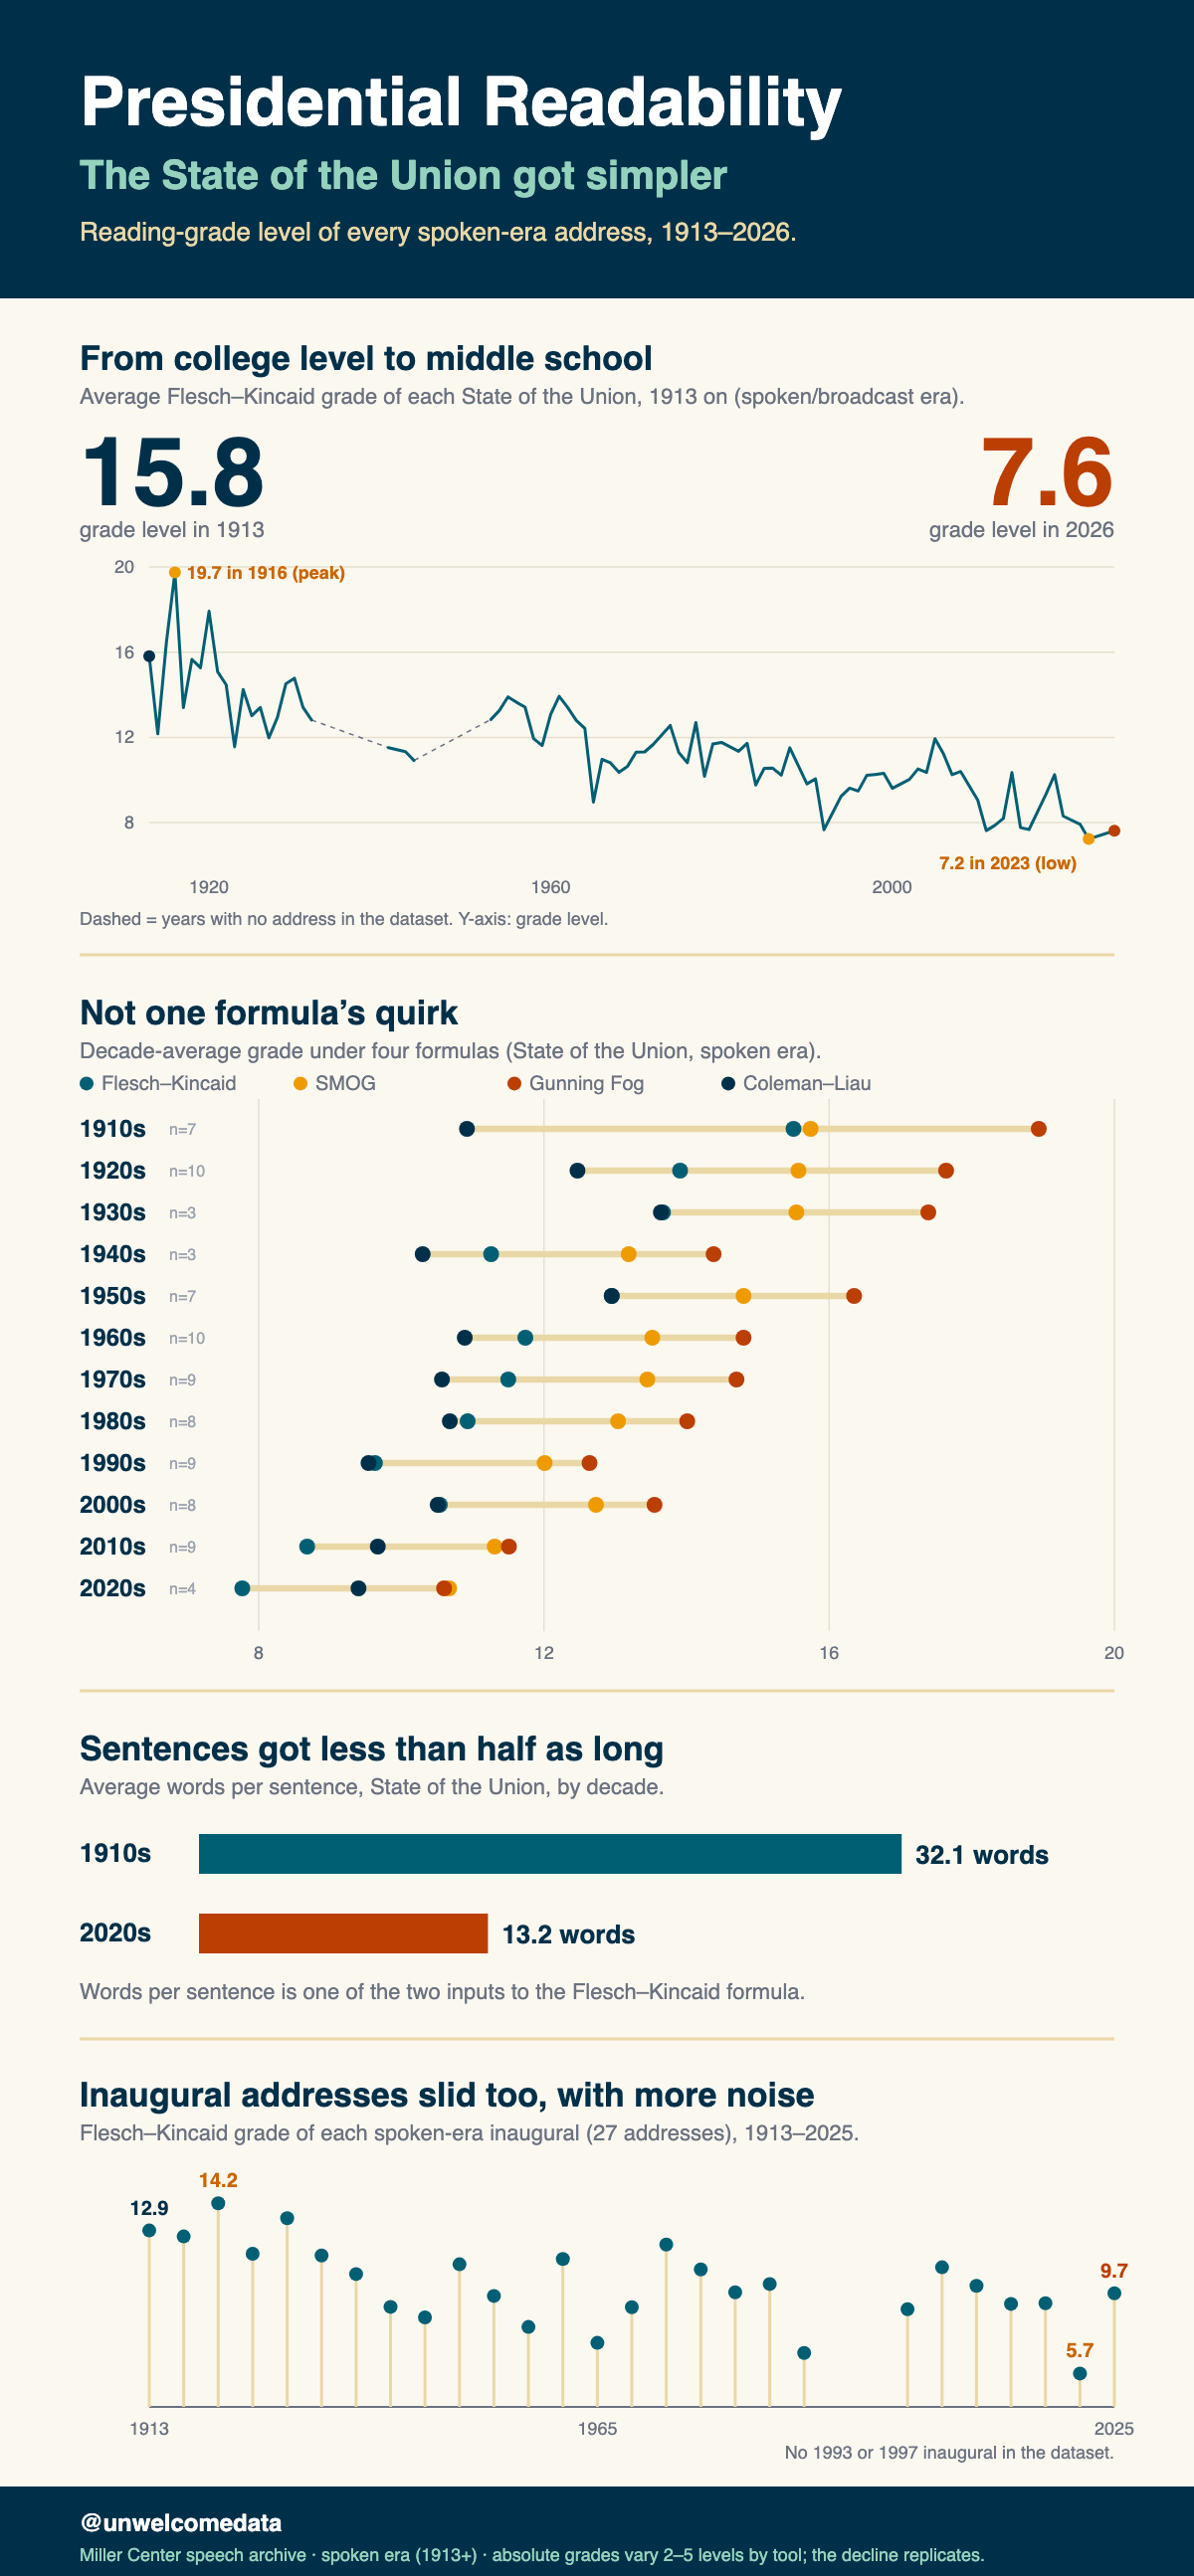 Presidential Readability
The State of the Union got simpler
Reading-grade level of every spoken-era address, 1913–2026.
From college level to middle school
Average Flesch–Kincaid grade of each State of the Union, 1913 on (spoken/broadcast era).
15.8
7.6
grade level in 1913
grade level in 2026
20
19.7 in 1916 (peak)
16
12
8
7.2 in 2023 (low)
1920
1960
2000
Dashed = years with no address in the dataset. Y-axis: grade level.
Not one formula’s quirk
Decade-average grade under four formulas (State of the Union, spoken era).
Flesch–Kincaid
SMOG
Gunning Fog
Coleman–Liau
1910s n=7
1920s n=10
1930s n=3
1940s n=3
1950s n=7
1960s n=10
1970s n=9
1980s n=8
1990s n=9
2000s n=8
2010s n=9
2020s n=4
8
12
16
20
Sentences got less than half as long
Average words per sentence, State of the Union, by decade.
1910s
32.1 words
2020s
13.2 words
Words per sentence is one of the two inputs to the Flesch–Kincaid formula.
Inaugural addresses slid too, with more noise
Flesch–Kincaid grade of each spoken-era inaugural (27 addresses), 1913–2025.
14.2
12.9
9.7
5.7
1913
1965
2025
No 1993 or 1997 inaugural in the dataset.
@unwelcomedata
Miller Center speech archive · spoken era (1913+) · absolute grades vary 2–5 levels by tool; the decline replicates.